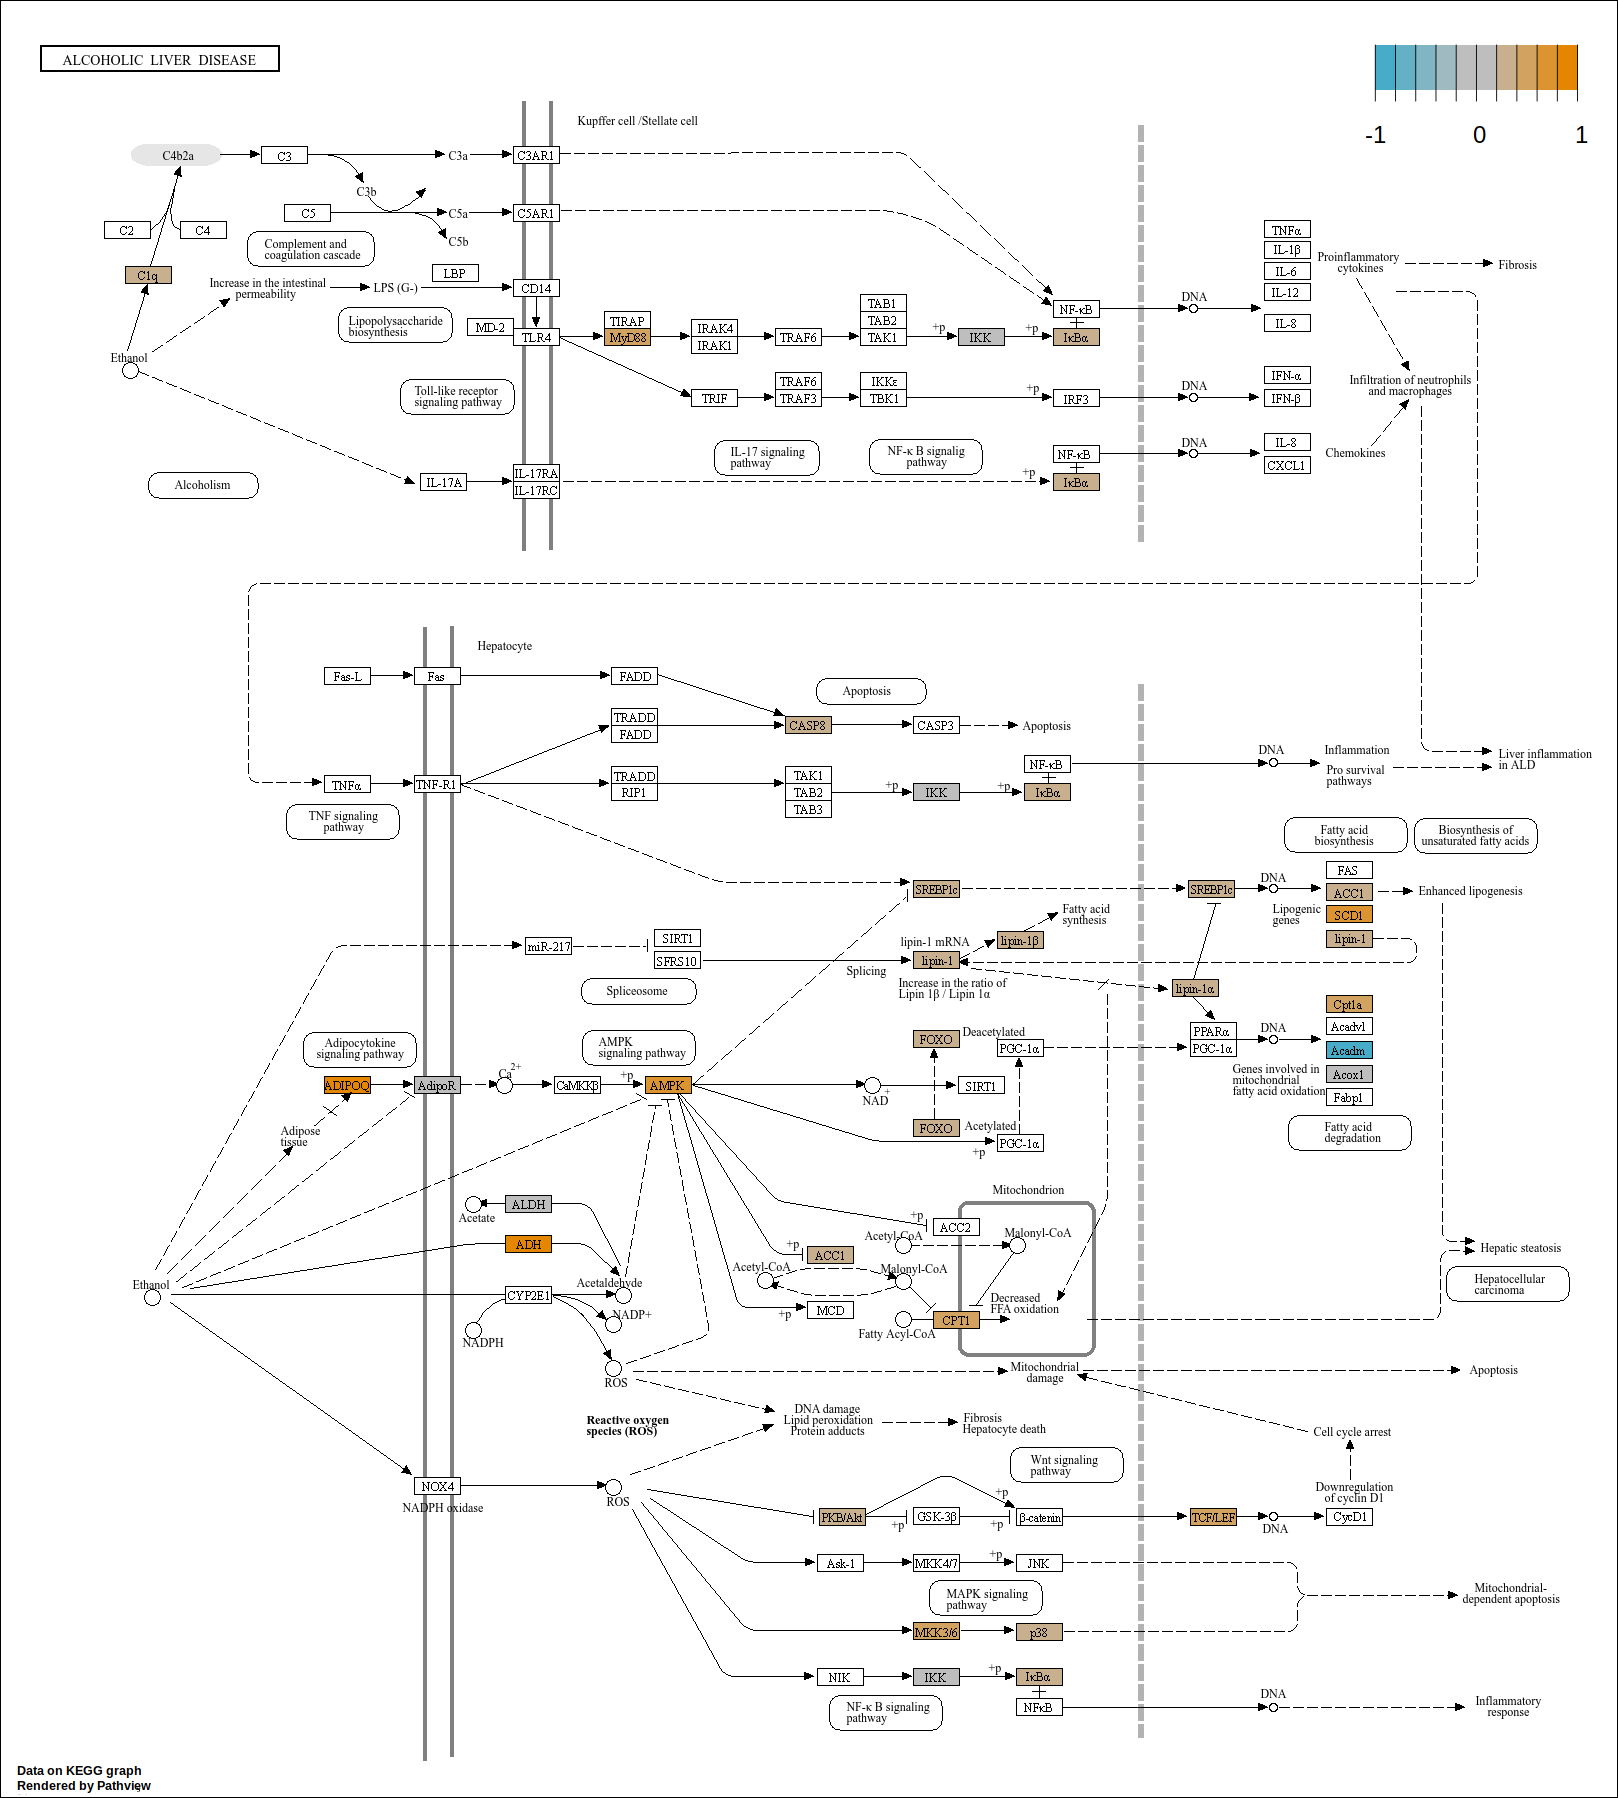 ALCOHOLIC LIVER DISEASE
-1 0 1
Kupffer cell /Stellate cell
C4b2a
C3
C3a
C3AR1
C3b
C5
C5a
C5AR1
C5b
C2
C4
Complement and
coagulation cascade
C1q
LBP
Increase in the intestinal
permeability
LPS (G-)
CD14
Lipopolysaccharide
biosynthesis
MD-2
TLR4
TIRAP
MyD88
IRAK4
IRAK1
TRAF6
TAB1
TAB2
TAK1
+p
IKK
+p
NF-κB
IκBα
DNA
TNFα
IL-1β
IL-6
IL-12
IL-8
Proinflammatory
cytokines
Fibrosis
Ethanol
Toll-like receptor
signaling pathway
TRIF
TRAF6
TRAF3
IKKε
TBK1
+p
IRF3
DNA
IFN-α
IFN-β
Infiltration of neutrophils
and macrophages
Alcoholism
IL-17A
IL-17RA
IL-17RC
IL-17 signaling
pathway
NF-κ B signalig
pathway
+p
NF-κB
IκBα
DNA
IL-8
CXCL1
Chemokines
Hepatocyte
Fas-L
Fas
FADD
Apoptosis
TRADD
FADD
CASP8
CASP3
Apoptosis
TNFα
TNF-R1
TRADD
RIP1
TAK1
TAB2
TAB3
+p
IKK
+p
NF-κB
IκBα
DNA
Inflammation
Pro survival
pathways
Liver inflammation
in ALD
TNF signaling
pathway
Fatty acid
biosynthesis
Biosynthesis of
unsaturated fatty acids
SREBP1c
SREBP1c
DNA
FAS
ACC1
SCD1
lipin-1
Lipogenic
genes
Enhanced lipogenesis
Fatty acid
synthesis
miR-217
SIRT1
SFRS10
Splicing
lipin-1 mRNA
lipin-1
lipin-1β
Increase in the ratio of
Lipin 1β / Lipin 1α
lipin-1α
Spliceosome
Adipocytokine
signaling pathway
AMPK
signaling pathway
FOXO
Deacetylated
PGC-1α
PPARα
PGC-1α
DNA
Cpt1a
Acadvl
Acadm
Acox1
Fabp1
Genes involved in
mitochondrial
fatty acid oxidation
Fatty acid
degradation
ADIPOQ
AdipoR
Ca2+
CaMKKβ
+p
AMPK
NAD+
SIRT1
FOXO
Acetylated
PGC-1α
+p
Adipose
tissue
Mitochondrion
Acetate
ALDH
ADH
+p
ACC2
+p
ACC1
Acetyl-CoA
Malonyl-CoA
Acetyl-CoA
Malonyl-CoA
Hepatic steatosis
Ethanol
Acetaldehyde
CYP2E1
NADP+
NADPH
+p
MCD
Decreased
FFA oxidation
CPT1
Fatty Acyl-CoA
Hepatocellular
carcinoma
ROS
Mitochondrial
damage
Apoptosis
Reactive oxygen
species (ROS)
DNA damage
Lipid peroxidation
Protein adducts
Fibrosis
Hepatocyte death
Cell cycle arrest
Wnt signaling
pathway
NOX4
NADPH oxidase
ROS
Downregulation
of cyclin D1
PKB/Akt
+p
GSK-3β
+p
+p
β-catenin
TCF/LEF
DNA
CycD1
Ask-1
MKK4/7
+p
JNK
MAPK signaling
pathway
Mitochondrial-
dependent apoptosis
MKK3/6
p38
NIK
IKK
+p
IκBα
NFκB
NF-κ B signaling
pathway
DNA
Inflammatory
response
Data on KEGG graph
Rendered by Pathview